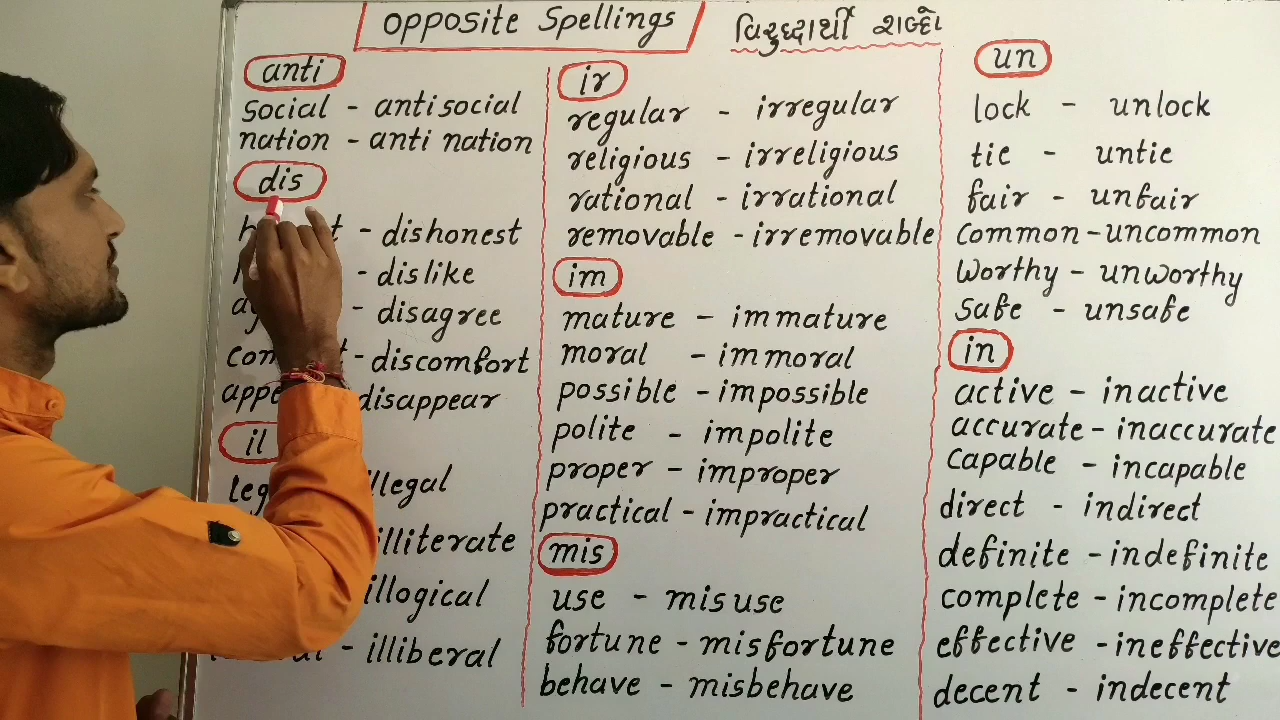 Opposite Spellings
વિરુદ્ધાર્થી શબ્દો
anti
social - antisocial
nation - anti nation
dis
- dishonest
- dislike
- disagree
- discomfort
disappear
il
illegal
illiterate
illogical
- illiberal
ir
regular - irregular
religious - irreligious
rational - irrational
removable - irremovable
im
mature - immature
moral - immoral
possible - impossible
polite - impolite
proper - improper
practical - impractical
mis
use - misuse
fortune - misfortune
behave - misbehave
un
lock - unlock
tie - untie
fair - unfair
common - uncommon
worthy - unworthy
safe - unsafe
in
active - inactive
accurate - inaccurate
capable - incapable
direct - indirect
definite - indefinite
complete - incomplete
effective - ineffective
decent - indecent